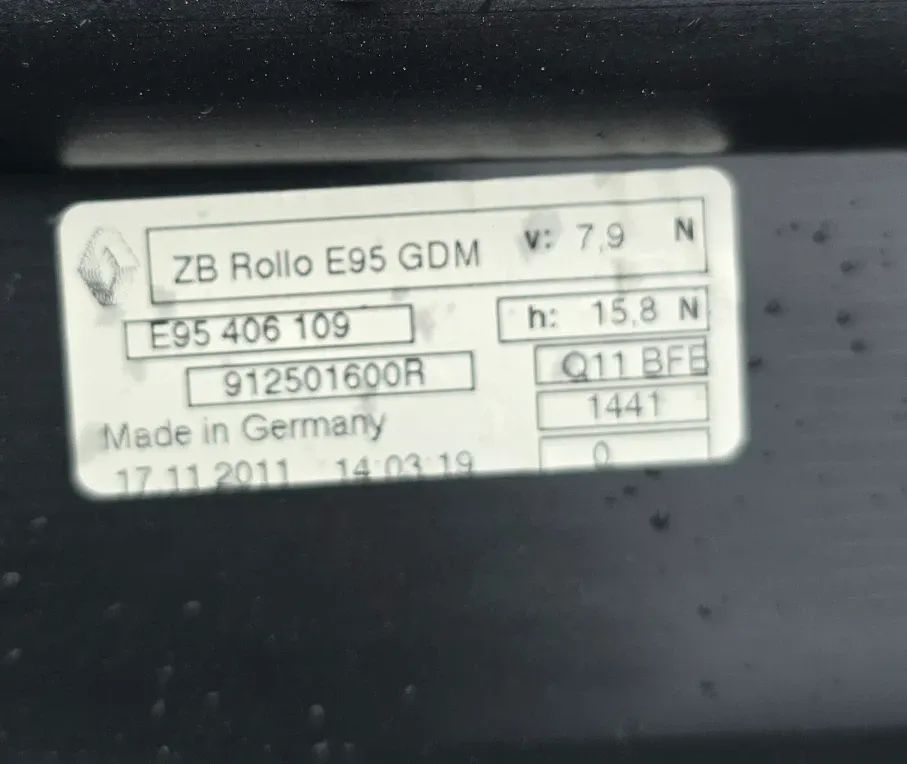 ZB Rollo E95 GDM v: 7,9 N
E95 406 109 h: 15,8 N
912501600R Q11 BFB
1441
Made in Germany
17.11.2011 14:03:19 0